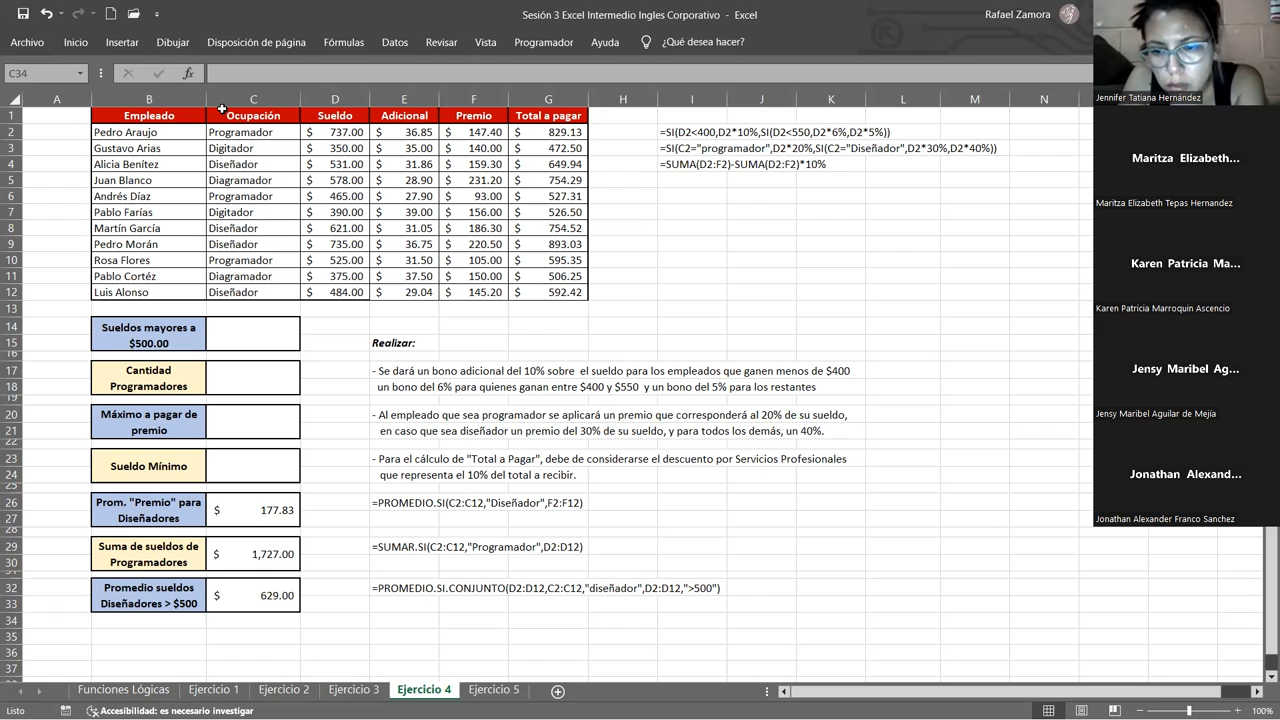 Sesión 3 Excel Intermedio Ingles Corporativo - Excel
Rafael Zamora
Archivo Inicio Insertar Dibujar Disposición de página Fórmulas Datos Revisar Vista Programador Ayuda ¿Qué desea hacer?
C34 fx
A B C D E F G H I J K L M N
1 Empleado Ocupación Sueldo Adicional Premio Total a pagar
2 Pedro Araujo Programador $ 737.00 $ 36.85 $ 147.40 $ 829.13 =SI(D2<400,D2*10%,SI(D2<550,D2*6%,D2*5%))
3 Gustavo Arias Digitador $ 350.00 $ 35.00 $ 140.00 $ 472.50 =SI(C2="programador",D2*20%,SI(C2="Diseñador",D2*30%,D2*40%))
4 Alicia Benítez Diseñador $ 531.00 $ 31.86 $ 159.30 $ 649.94 =SUMA(D2:F2)-SUMA(D2:F2)*10%
5 Juan Blanco Diagramador $ 578.00 $ 28.90 $ 231.20 $ 754.29
6 Andrés Díaz Programador $ 465.00 $ 27.90 $ 93.00 $ 527.31
7 Pablo Farías Digitador $ 390.00 $ 39.00 $ 156.00 $ 526.50
8 Martín García Diseñador $ 621.00 $ 31.05 $ 186.30 $ 754.52
9 Pedro Morán Diseñador $ 735.00 $ 36.75 $ 220.50 $ 893.03
10 Rosa Flores Programador $ 525.00 $ 31.50 $ 105.00 $ 595.35
11 Pablo Cortéz Diagramador $ 375.00 $ 37.50 $ 150.00 $ 506.25
12 Luis Alonso Diseñador $ 484.00 $ 29.04 $ 145.20 $ 592.42
13
14 Sueldos mayores a
15 $500.00 Realizar:
16
17 Cantidad - Se dará un bono adicional del 10% sobre el sueldo para los empleados que ganen menos de $400
18 Programadores un bono del 6% para quienes ganan entre $400 y $550 y un bono del 5% para los restantes
19
20 Máximo a pagar de - Al empleado que sea programador se aplicará un premio que corresponderá al 20% de su sueldo,
21 premio en caso que sea diseñador un premio del 30% de su sueldo, y para todos los demás, un 40%.
22
23 Sueldo Mínimo - Para el cálculo de "Total a Pagar", debe de considerarse el descuento por Servicios Profesionales
24 que representa el 10% del total a recibir.
25
26 Prom. "Premio" para $ 177.83 =PROMEDIO.SI(C2:C12,"Diseñador",F2:F12)
27 Diseñadores
28
29 Suma de sueldos de $ 1,727.00 =SUMAR.SI(C2:C12,"Programador",D2:D12)
30 Programadores
31
32 Promedio sueldos $ 629.00 =PROMEDIO.SI.CONJUNTO(D2:D12,C2:C12,"diseñador",D2:D12,">500")
33 Diseñadores > $500
34
35
36
37
Funciones Lógicas Ejercicio 1 Ejercicio 2 Ejercicio 3 Ejercicio 4 Ejercicio 5
Listo Accesibilidad: es necesario investigar 100%
Jennifer Tatiana Hernández
Maritza Elizabeth...
Maritza Elizabeth Tepas Hernandez
Karen Patricia Ma...
Karen Patricia Marroquin Ascencio
Jensy Maribel Ag...
Jensy Maribel Aguilar de Mejía
Jonathan Alexand...
Jonathan Alexander Franco Sanchez